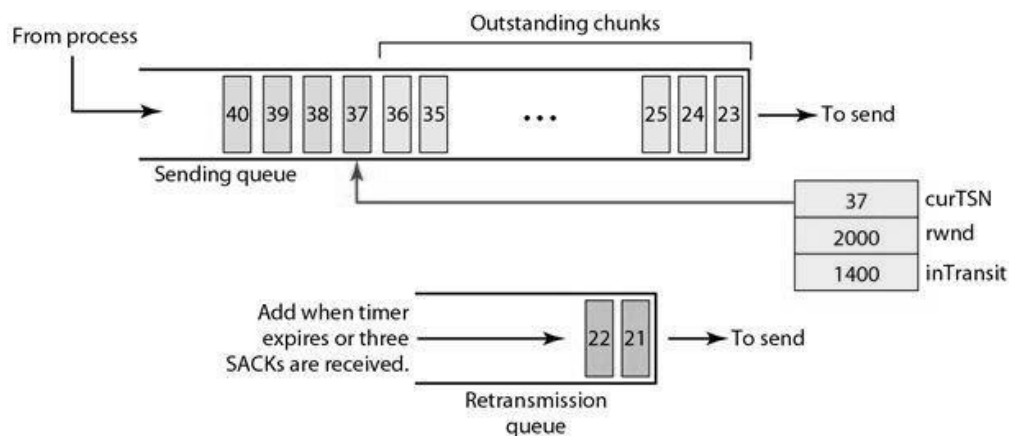 Outstanding chunks
From process
40 39 38 37 36 35 ... 25 24 23
To send
Sending queue
37 curTSN
2000 rwnd
1400 inTransit
Add when timer
expires or three
SACKs are received.
22 21
To send
Retransmission
queue